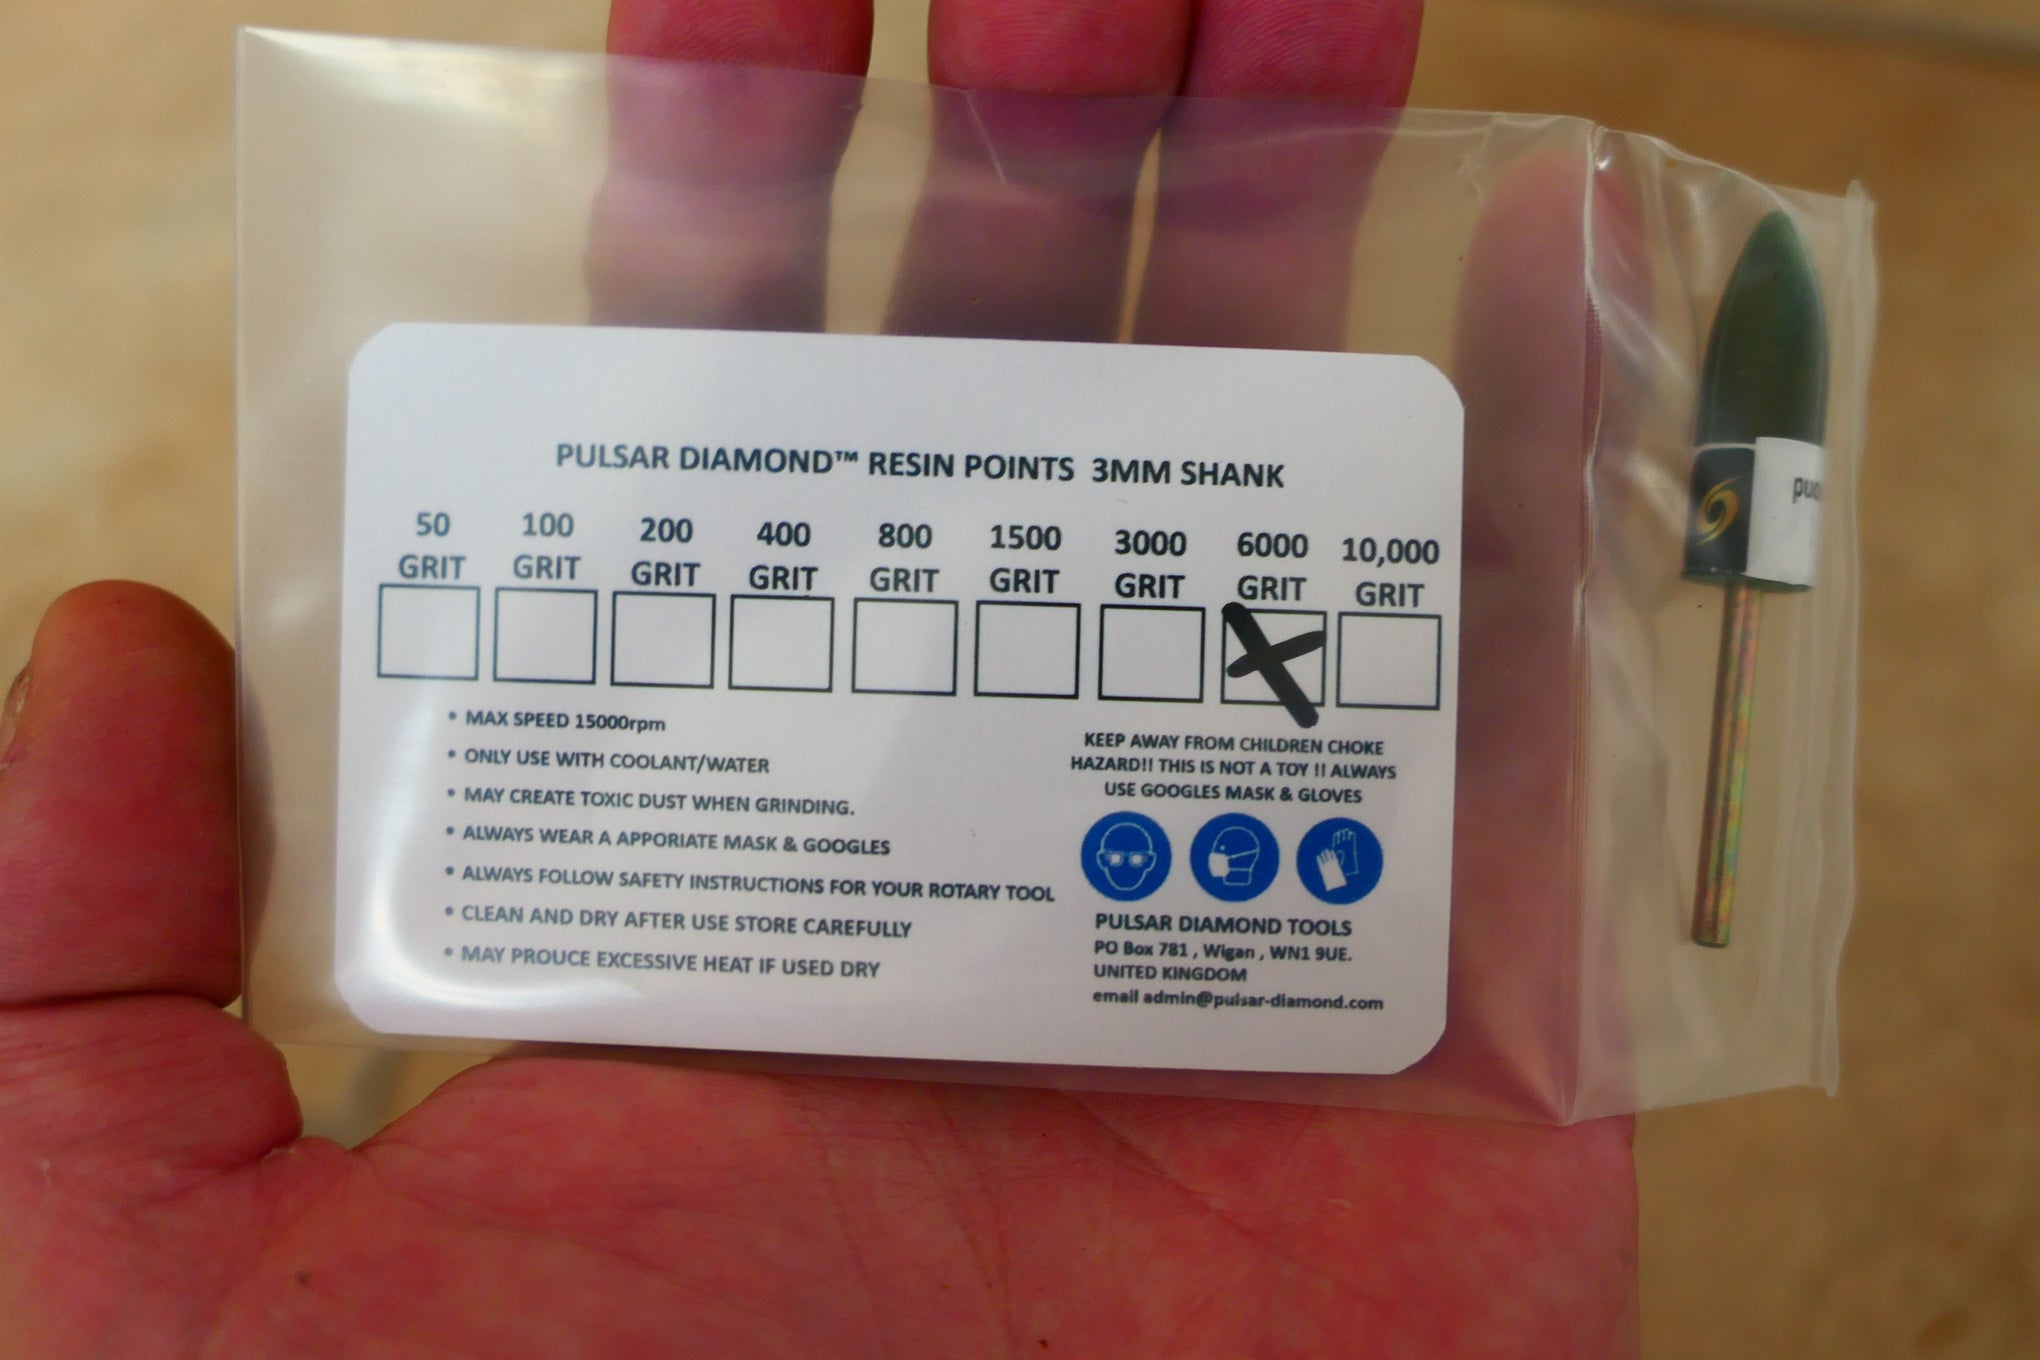 PULSAR DIAMOND™ RESIN POINTS 3MM SHANK
50 GRIT
100 GRIT
200 GRIT
400 GRIT
800 GRIT
1500 GRIT
3000 GRIT
6000 GRIT
10,000 GRIT
• MAX SPEED 15000rpm
• ONLY USE WITH COOLANT/WATER
• MAY CREATE TOXIC DUST WHEN GRINDING.
• ALWAYS WEAR A APPORIATE MASK & GOOGLES
• ALWAYS FOLLOW SAFETY INSTRUCTIONS FOR YOUR ROTARY TOOL
• CLEAN AND DRY AFTER USE STORE CAREFULLY
• MAY PROUCE EXCESSIVE HEAT IF USED DRY
KEEP AWAY FROM CHILDREN CHOKE
HAZARD!! THIS IS NOT A TOY !! ALWAYS
USE GOOGLES MASK & GLOVES
PULSAR DIAMOND TOOLS
PO Box 781 , Wigan , WN1 9UE.
UNITED KINGDOM
email admin@pulsar-diamond.com